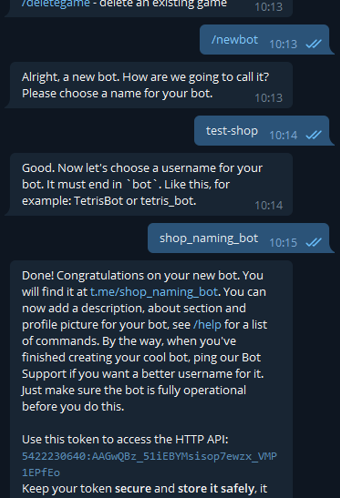 /deletegame - delete an existing game
10:13
/newbot 10:13
Alright, a new bot. How are we going to call it?
Please choose a name for your bot.
10:13
test-shop 10:14
Good. Now let's choose a username for your
bot. It must end in `bot`. Like this, for
example: TetrisBot or tetris_bot.
10:14
shop_naming_bot 10:15
Done! Congratulations on your new bot. You
will find it at t.me/shop_naming_bot. You can
now add a description, about section and
profile picture for your bot, see /help for a list
of commands. By the way, when you've
finished creating your cool bot, ping our Bot
Support if you want a better username for it.
Just make sure the bot is fully operational
before you do this.
Use this token to access the HTTP API:
5422230640:AAGwQBz_51iEBYMsisop7ewzx_VMP
1EPfEo
Keep your token secure and store it safely, it